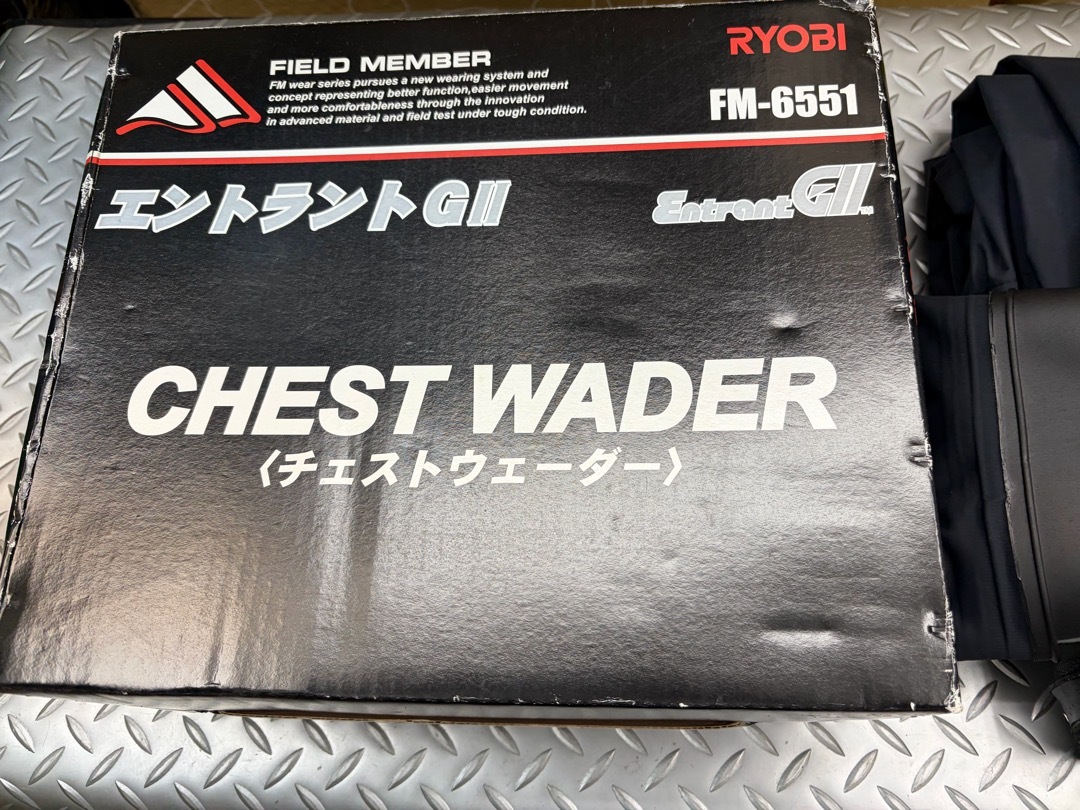 FIELD MEMBER
FM wear series pursues a new wearing system and
concept representing better function,easier movement
and more comfortableness through the innovation
in advanced material and field test under tough condition.
RYOBI
FM-6551
エントラントGII
Entrant GII™
CHEST WADER
〈チェストウェーダー〉